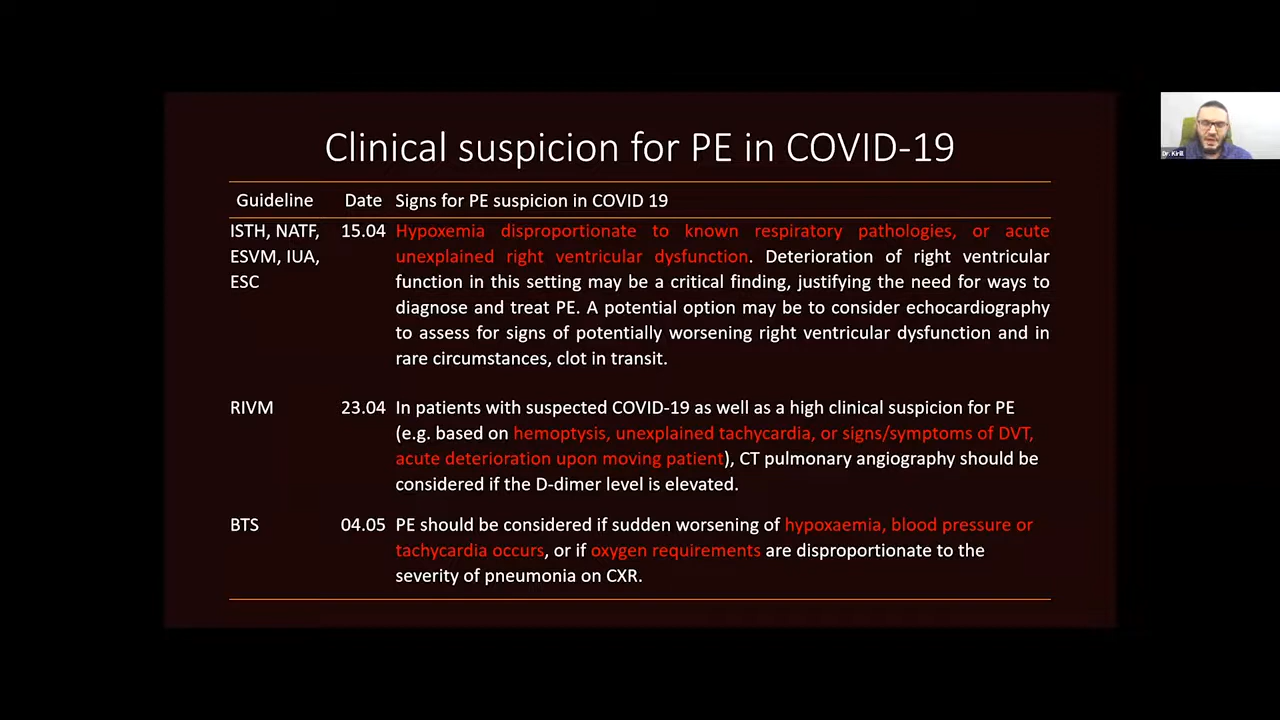 Clinical suspicion for PE in COVID-19
Guideline Date Signs for PE suspicion in COVID 19
ISTH, NATF, 15.04 Hypoxemia disproportionate to known respiratory pathologies, or acute
ESVM, IUA, unexplained right ventricular dysfunction. Deterioration of right ventricular
ESC function in this setting may be a critical finding, justifying the need for ways to
diagnose and treat PE. A potential option may be to consider echocardiography
to assess for signs of potentially worsening right ventricular dysfunction and in
rare circumstances, clot in transit.
RIVM 23.04 In patients with suspected COVID-19 as well as a high clinical suspicion for PE
(e.g. based on hemoptysis, unexplained tachycardia, or signs/symptoms of DVT,
acute deterioration upon moving patient), CT pulmonary angiography should be
considered if the D-dimer level is elevated.
BTS 04.05 PE should be considered if sudden worsening of hypoxaemia, blood pressure or
tachycardia occurs, or if oxygen requirements are disproportionate to the
severity of pneumonia on CXR.
Dr. Kirill